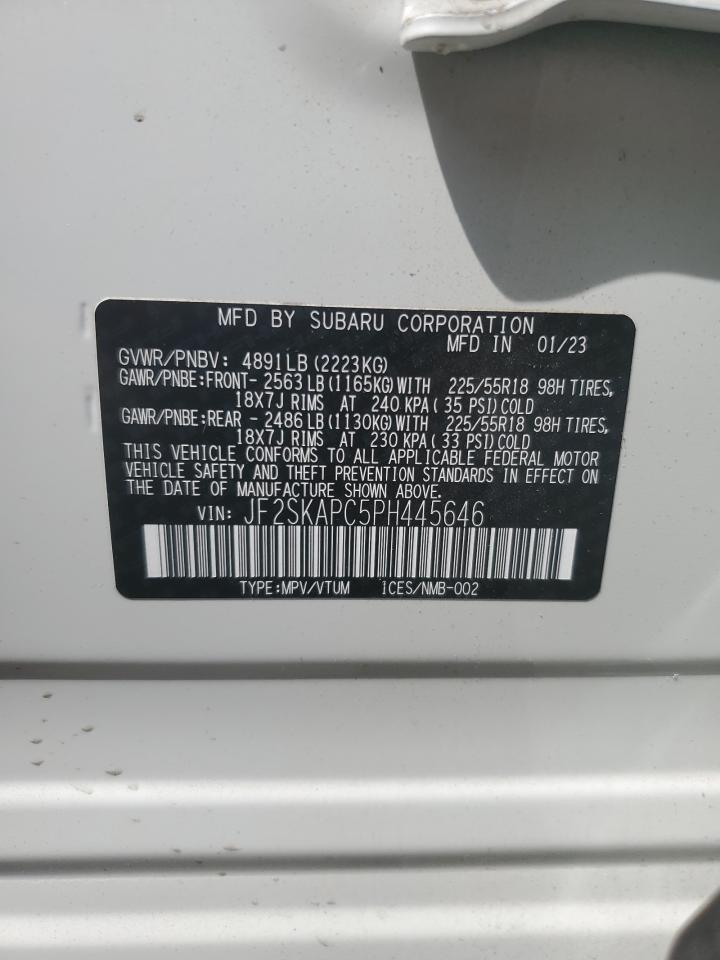 MFD BY SUBARU CORPORATION
MFD IN 01/23
GVWR/PNBV: 4891LB(2223KG)
GAWR/PNBE:FRONT- 2563LB(1165KG)WITH 225/55R18 98H TIRES,
18X7J RIMS AT 240 KPA( 35 PSI)COLD
GAWR/PNBE:REAR - 2486LB(1130KG)WITH 225/55R18 98H TIRES,
18X7J RIMS AT 230 KPA( 33 PSI)COLD
THIS VEHICLE CONFORMS TO ALL APPLICABLE FEDERAL MOTOR
VEHICLE SAFETY AND THEFT PREVENTION STANDARDS IN EFFECT ON
THE DATE OF MANUFACTURE SHOWN ABOVE.
VIN: JF2SKAPC5PH445646
TYPE:MPV/VTUM ICES/NMB-002